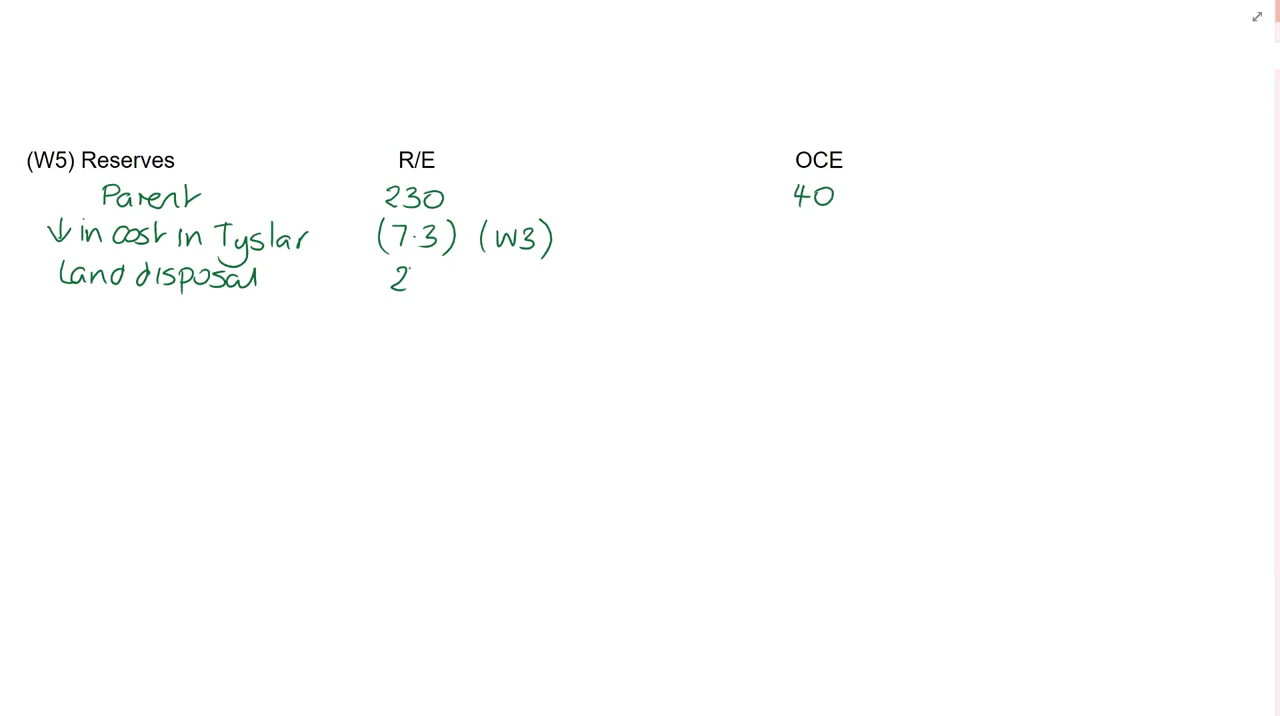 (W5) Reserves R/E OCE
Parent 230 40
↓ in cost in Tyslar (7.3) (W3)
Land disposal 2